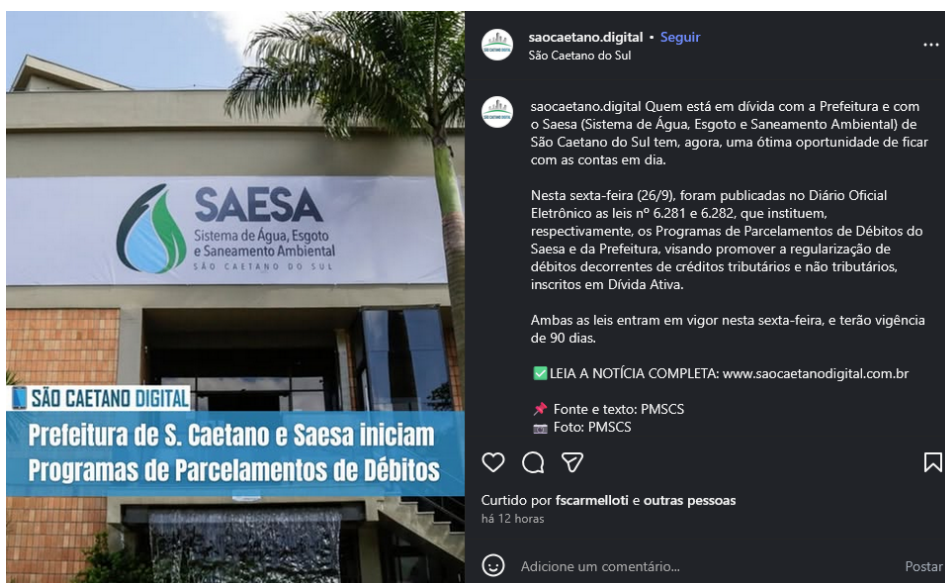 SAESA
Sistema de Água, Esgoto
e Saneamento Ambiental
SÃO CAETANO DO SUL
SÃO CAETANO DIGITAL
Prefeitura de S. Caetano e Saesa iniciam
Programas de Parcelamentos de Débitos
saocaetano.digital • Seguir
São Caetano do Sul
saocaetano.digital Quem está em dívida com a Prefeitura e com
o Saesa (Sistema de Água, Esgoto e Saneamento Ambiental) de
São Caetano do Sul tem, agora, uma ótima oportunidade de ficar
com as contas em dia.
Nesta sexta-feira (26/9), foram publicadas no Diário Oficial
Eletrônico as leis nº 6.281 e 6.282, que instituem,
respectivamente, os Programas de Parcelamentos de Débitos do
Saesa e da Prefeitura, visando promover a regularização de
débitos decorrentes de créditos tributários e não tributários,
inscritos em Dívida Ativa.
Ambas as leis entram em vigor nesta sexta-feira, e terão vigência
de 90 dias.
✅LEIA A NOTÍCIA COMPLETA: www.saocaetanodigital.com.br
📌 Fonte e texto: PMSCS
📷 Foto: PMSCS
Curtido por fscarmelloti e outras pessoas
há 12 horas
Adicione um comentário...
Postar